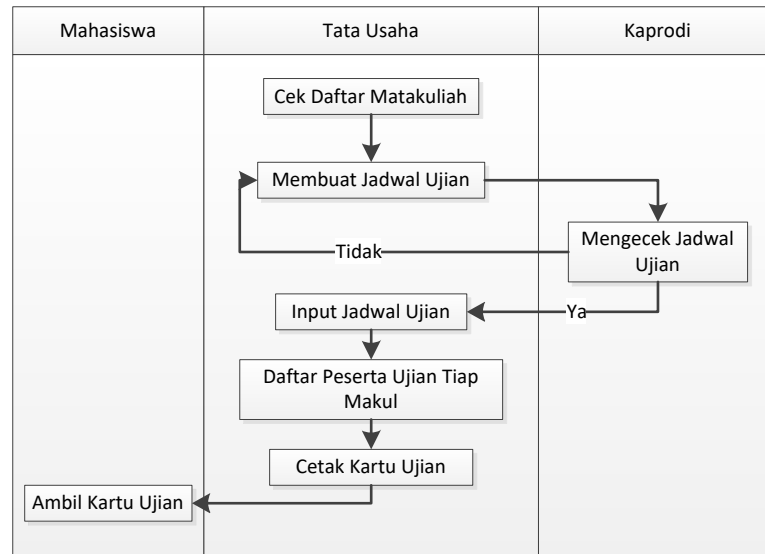 Mahasiswa
Tata Usaha
Kaprodi
Cek Daftar Matakuliah
Membuat Jadwal Ujian
Mengecek Jadwal
Ujian
Tidak
Input Jadwal Ujian
Ya
Daftar Peserta Ujian Tiap
Makul
Cetak Kartu Ujian
Ambil Kartu Ujian